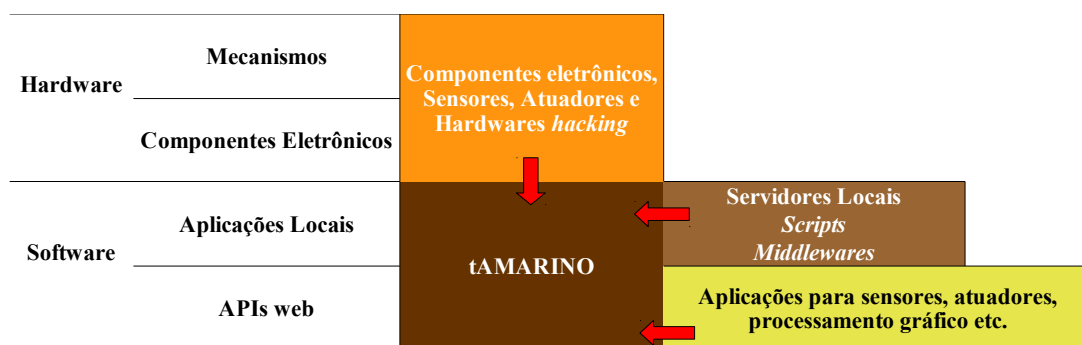 Hardware
Mecanismos
Componentes Eletrônicos
Componentes eletrônicos,
Sensores, Atuadores e
Hardwares hacking
Software
Aplicações Locais
APIs web
tAMARINO
Servidores Locais
Scripts
Middlewares
Aplicações para sensores, atuadores,
processamento gráfico etc.